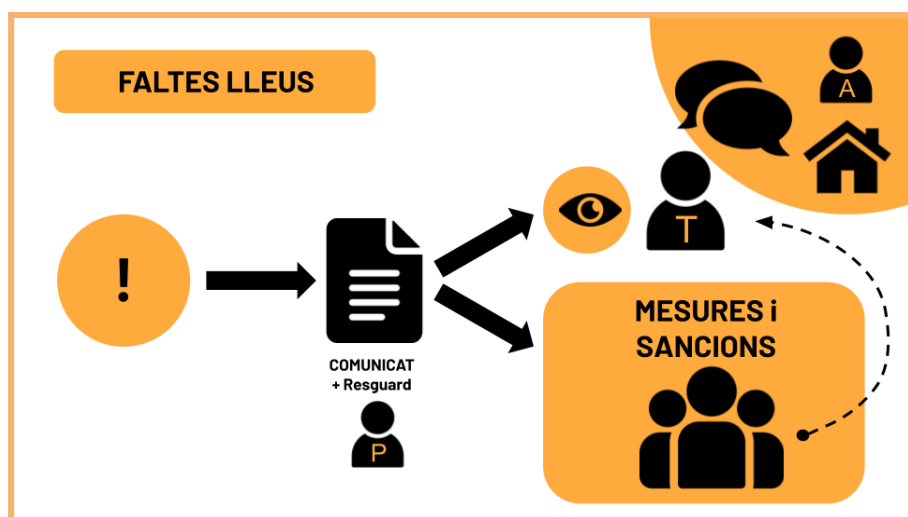 FALTES LLEUS
A
T
!
COMUNICAT
+ Resguard
P
MESURES i
SANCIONS